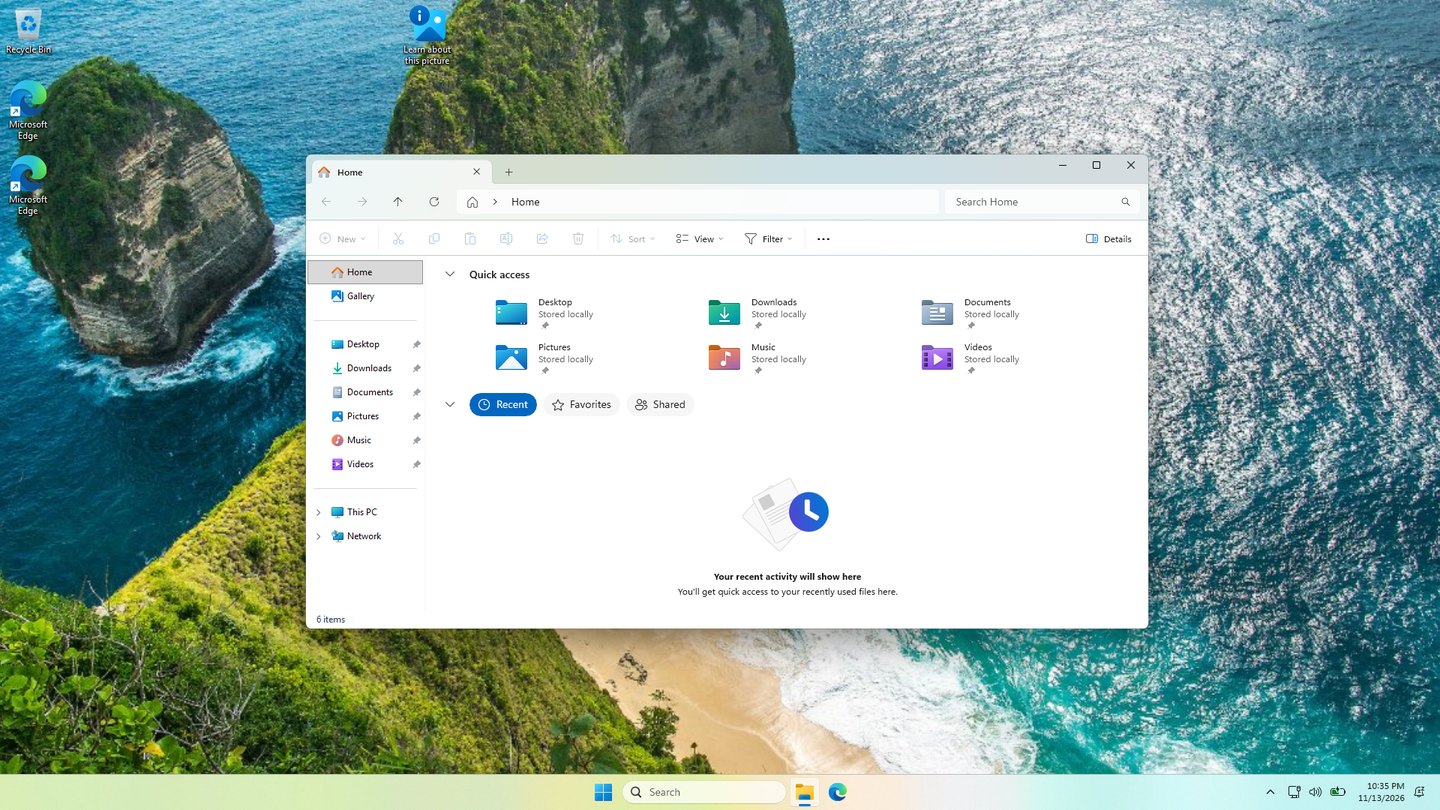 Recycle Bin
Microsoft
Edge
Microsoft
Edge
Learn about
this picture
Home
Home
Search Home
New
Sort
View
Filter
Details
Home
Gallery
Desktop
Downloads
Documents
Pictures
Music
Videos
This PC
Network
Quick access
Desktop
Stored locally
Downloads
Stored locally
Documents
Stored locally
Pictures
Stored locally
Music
Stored locally
Videos
Stored locally
Recent
Favorites
Shared
Your recent activity will show here
You'll get quick access to your recently used files here.
6 items
Search
10:35 PM
11/13/2026